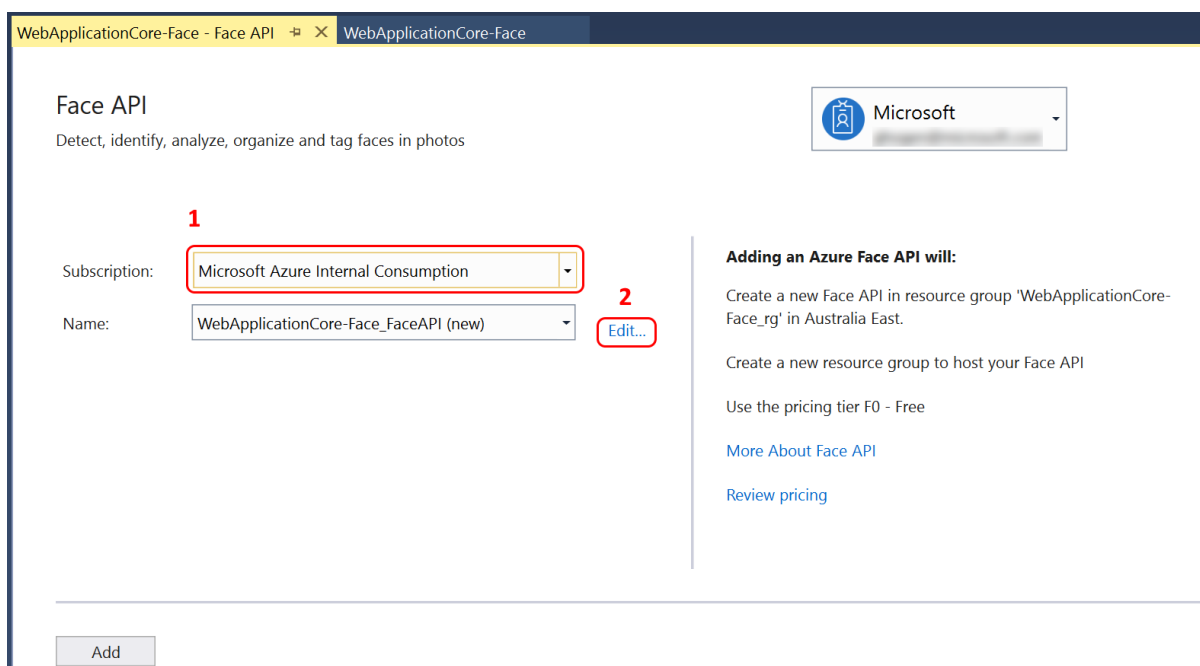 WebApplicationCore-Face - Face API
WebApplicationCore-Face
Face API
Detect, identify, analyze, organize and tag faces in photos
Microsoft
1
Subscription:
Microsoft Azure Internal Consumption
2
Name:
WebApplicationCore-Face_FaceAPI (new)
Edit...
Adding an Azure Face API will:
Create a new Face API in resource group 'WebApplicationCore-
Face_rg' in Australia East.
Create a new resource group to host your Face API
Use the pricing tier F0 - Free
More About Face API
Review pricing
Add